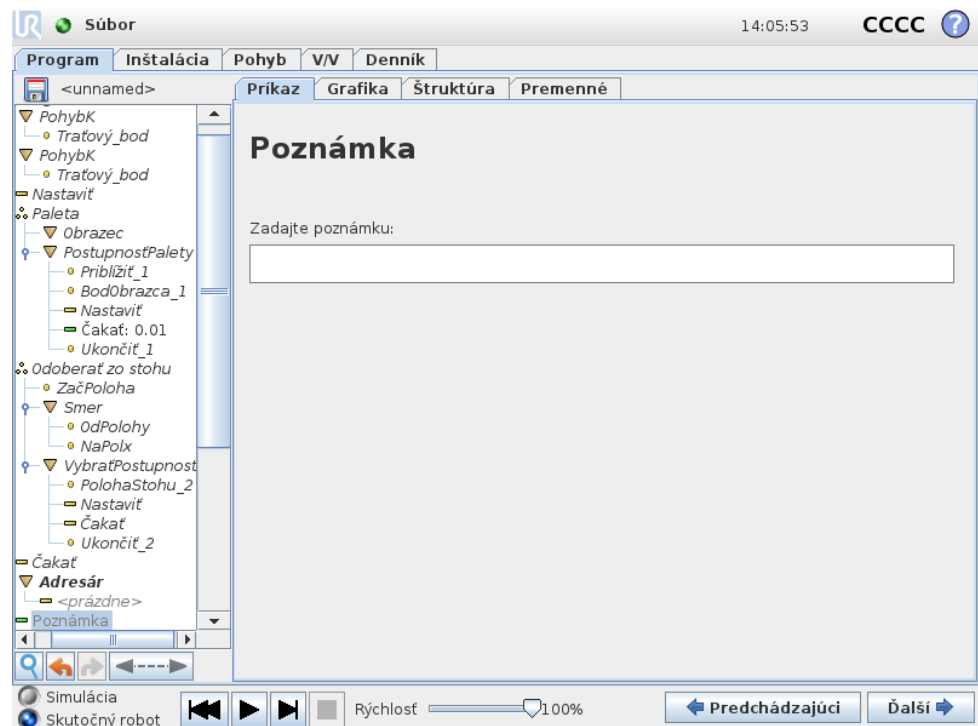 UR Súbor 14:05:53 CCCC ?
Program Inštalácia Pohyb V/V Denník
<unnamed> Príkaz Grafika Štruktúra Premenné
PohybK
Traťový_bod
PohybK
Traťový_bod
Nastaviť
Paleta
Obrazec
PostupnosťPalety
Priblížiť_1
BodObrazca_1
Nastaviť
Čakať: 0.01
Ukončiť_1
Odoberať zo stohu
ZačPoloha
Smer
OdPolohy
NaPolx
VybraťPostupnost
PolohaStohu_2
Nastaviť
Čakať
Ukončiť_2
Čakať
Adresár
<prázdne>
Poznámka
Poznámka
Zadajte poznámku:
Simulácia
Skutočný robot
Rýchlosť 100%
Predchádzajúci Ďalší